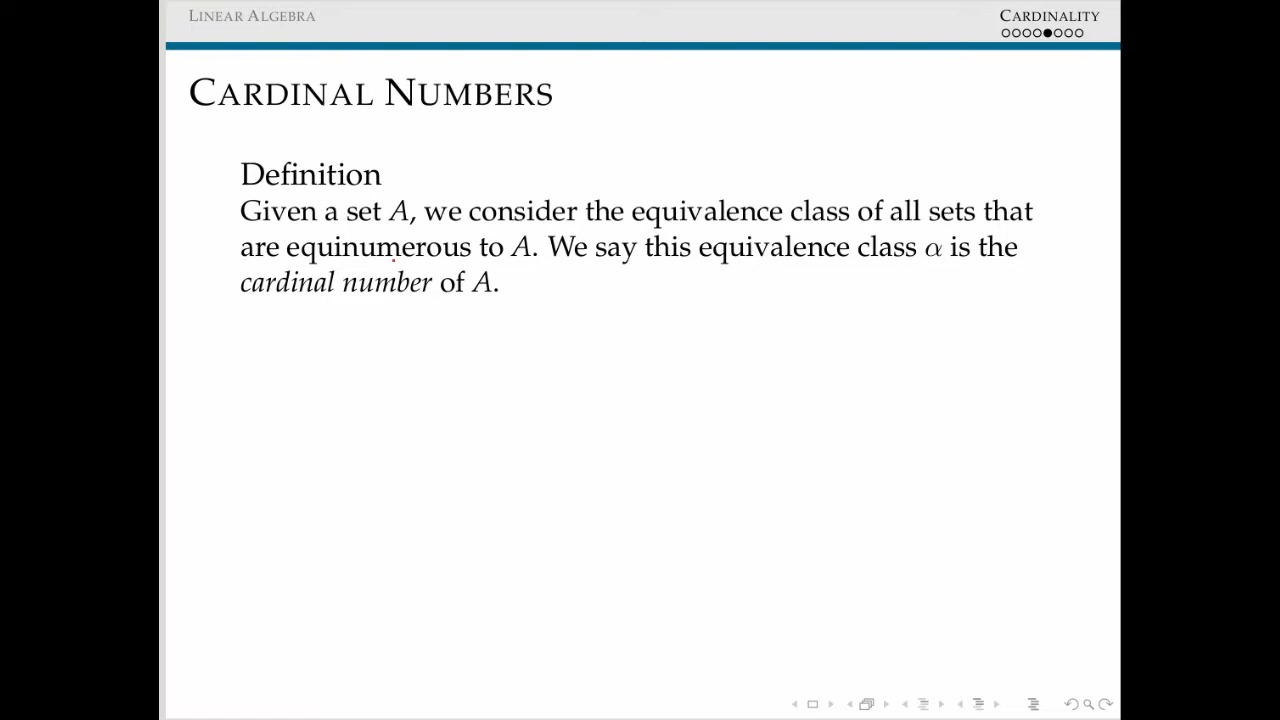 LINEAR ALGEBRA
CARDINALITY
CARDINAL NUMBERS
Definition
Given a set A, we consider the equivalence class of all sets that
are equinumerous to A. We say this equivalence class α is the
cardinal number of A.